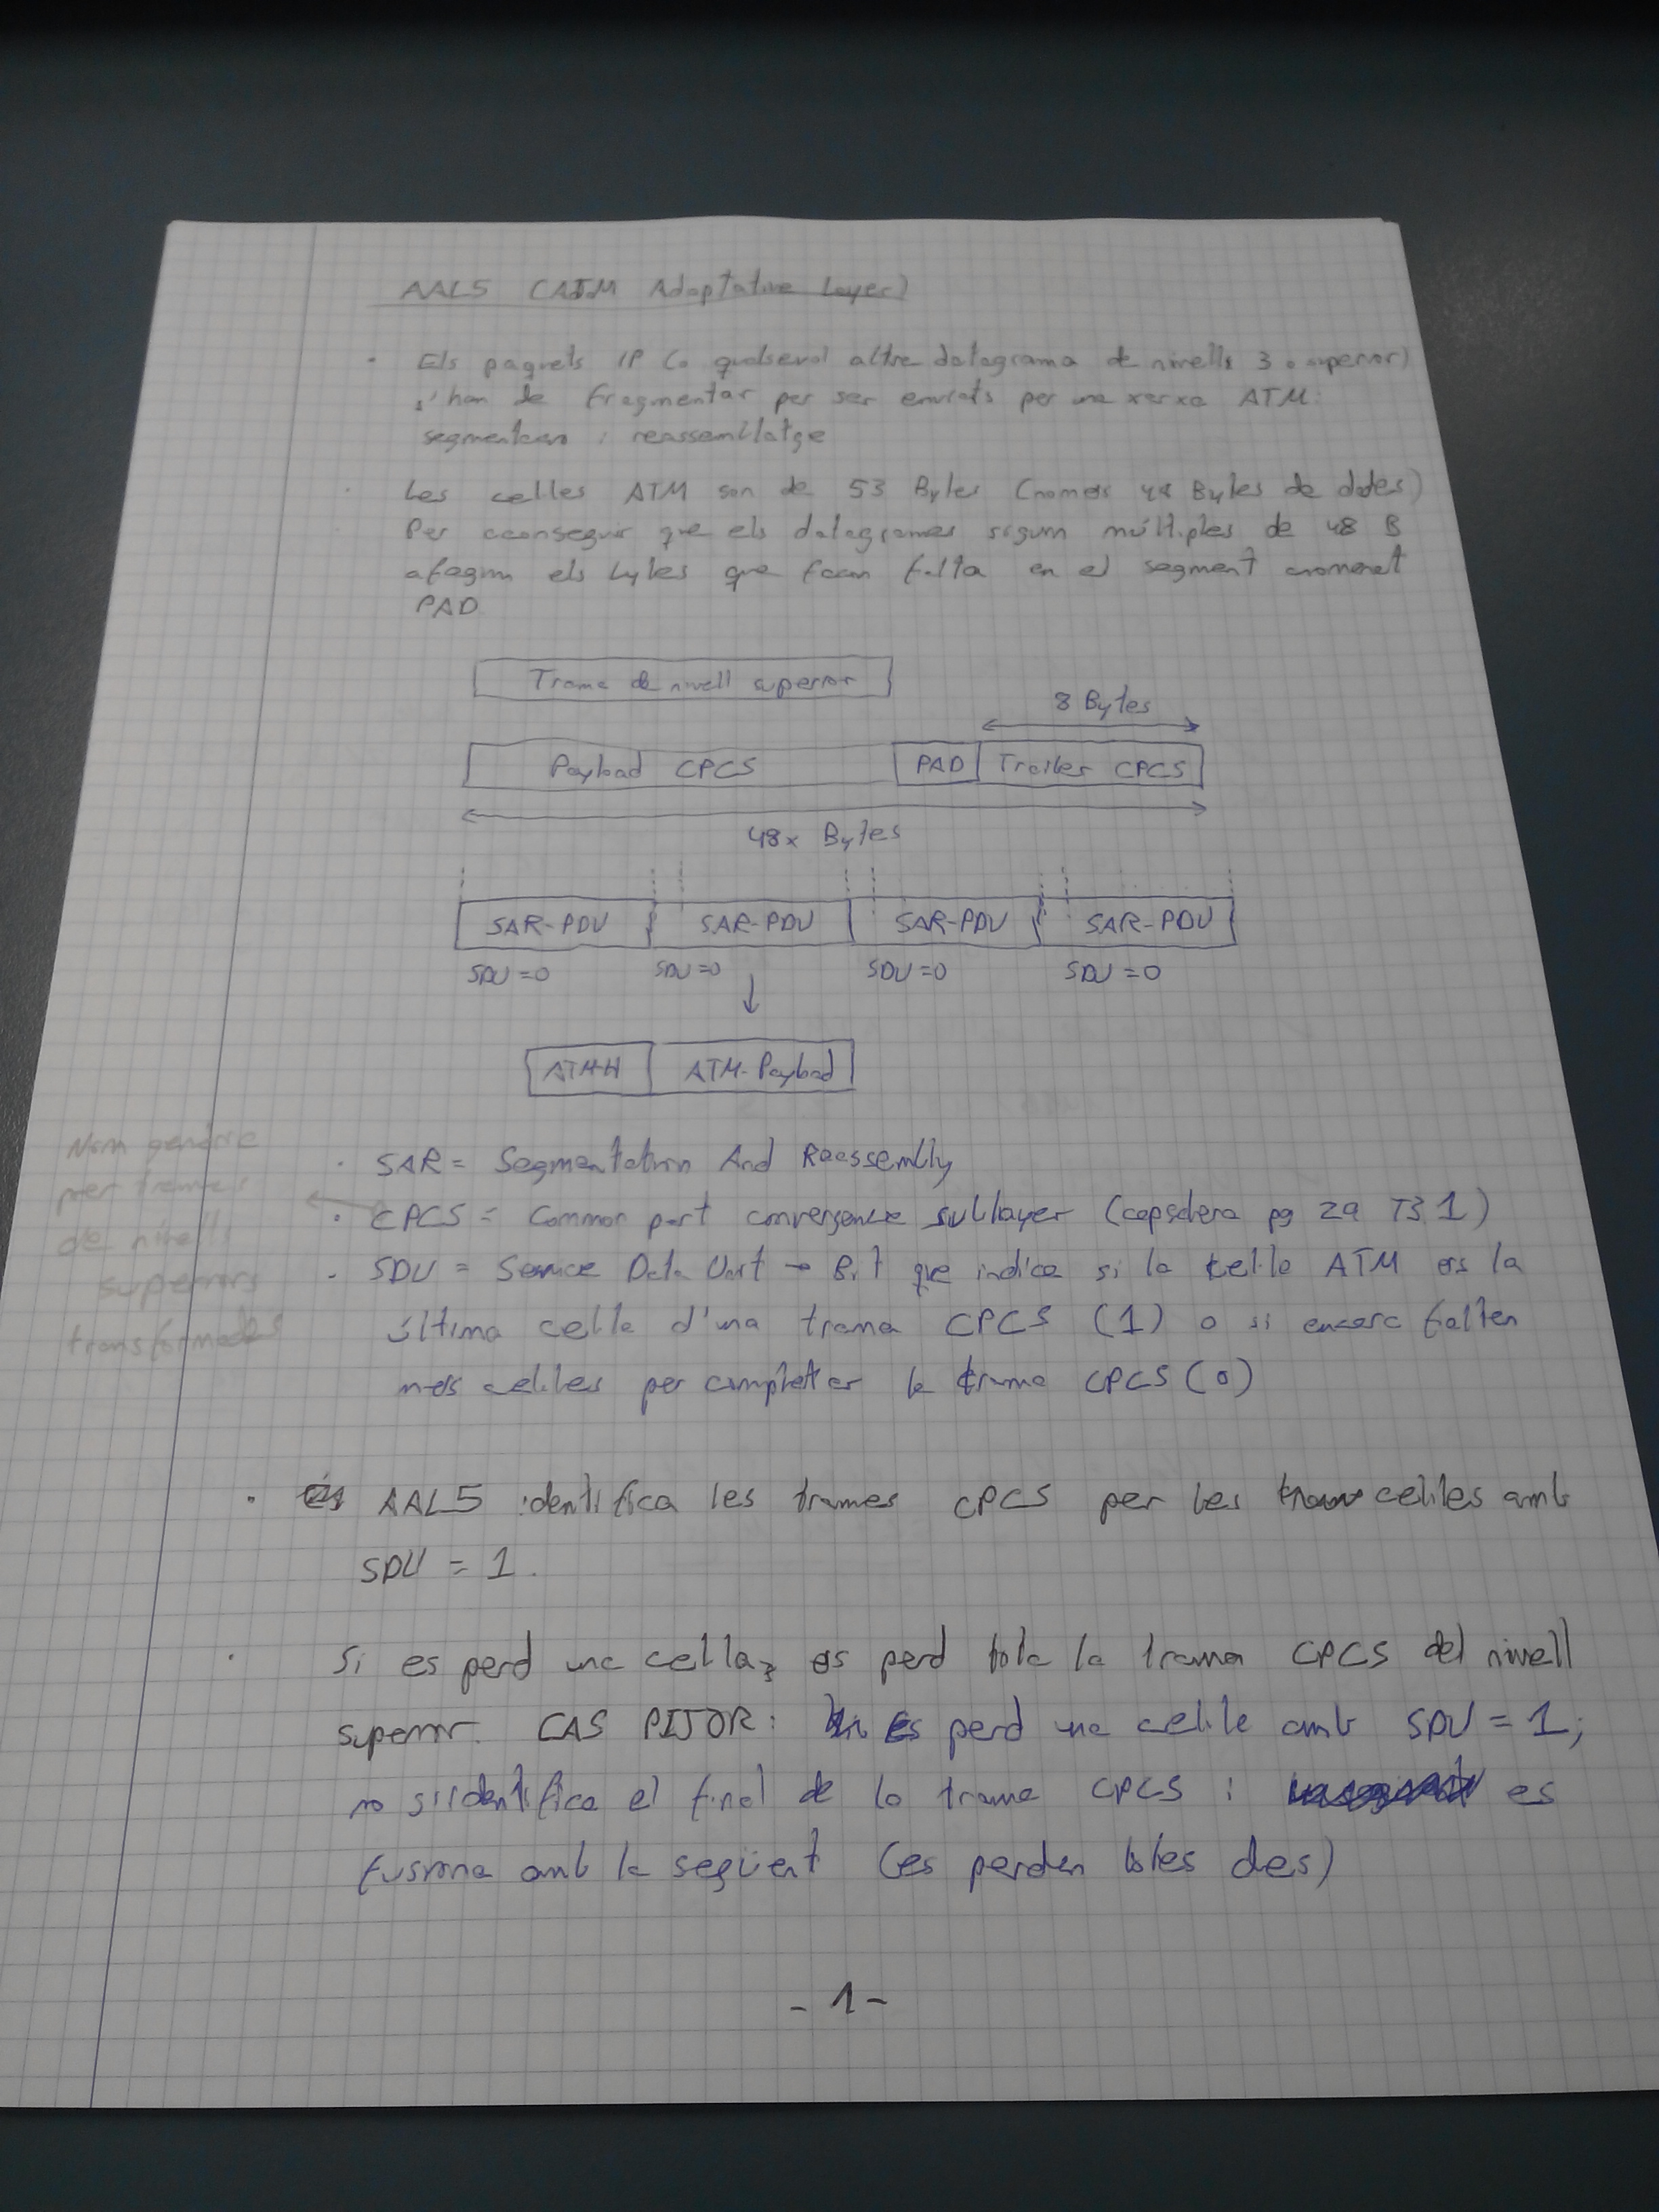 AAL5 (ATM Adaptative Layer)
· Els paquets IP (o qualsevol altre datagrama de nivells 3 o superior)
s'han de fragmentar per ser enviats per una xarxa ATM:
segmentacio i reassemblatge
· Les celles ATM son de 53 Bytes (només 48 Bytes de dades)
Per aconseguir que els datagrames siguin múltiples de 48 B
afegim els bytes que facin falta en el segment anomenat
PAD
Trama de nivell superior
8 Bytes
Payload CPCS PAD Trailer CPCS
48x Bytes
SAR-PDU SAR-PDU SAR-PDU SAR-PDU
SDU=0 SDU=0 SDU=0 SDU=0
ATM-H ATM-Payload
Nom genèric
per trames
de nivells
superiors
transformades
· SAR = Segmentation And Reassembly
· CPCS = Common part convergence sublayer (capçalera pg 29 T3.1)
· SDU = Service Data Unit → Bit que indica si la cel·la ATM és la
última cel·la d'una trama CPCS (1) o si encara falten
més cel·les per completar la trama CPCS (0)
· AAL5 identifica les trames CPCS per les cel·les amb
SDU = 1.
· Si es perd una cella, es perd tota la trama CPCS del nivell
superior. CAS PITJOR: Es perd una cel·la amb SDU = 1;
no s'identifica el final de la trama CPCS i es
fusiona amb la següent (es perden totes dues)
- 1 -